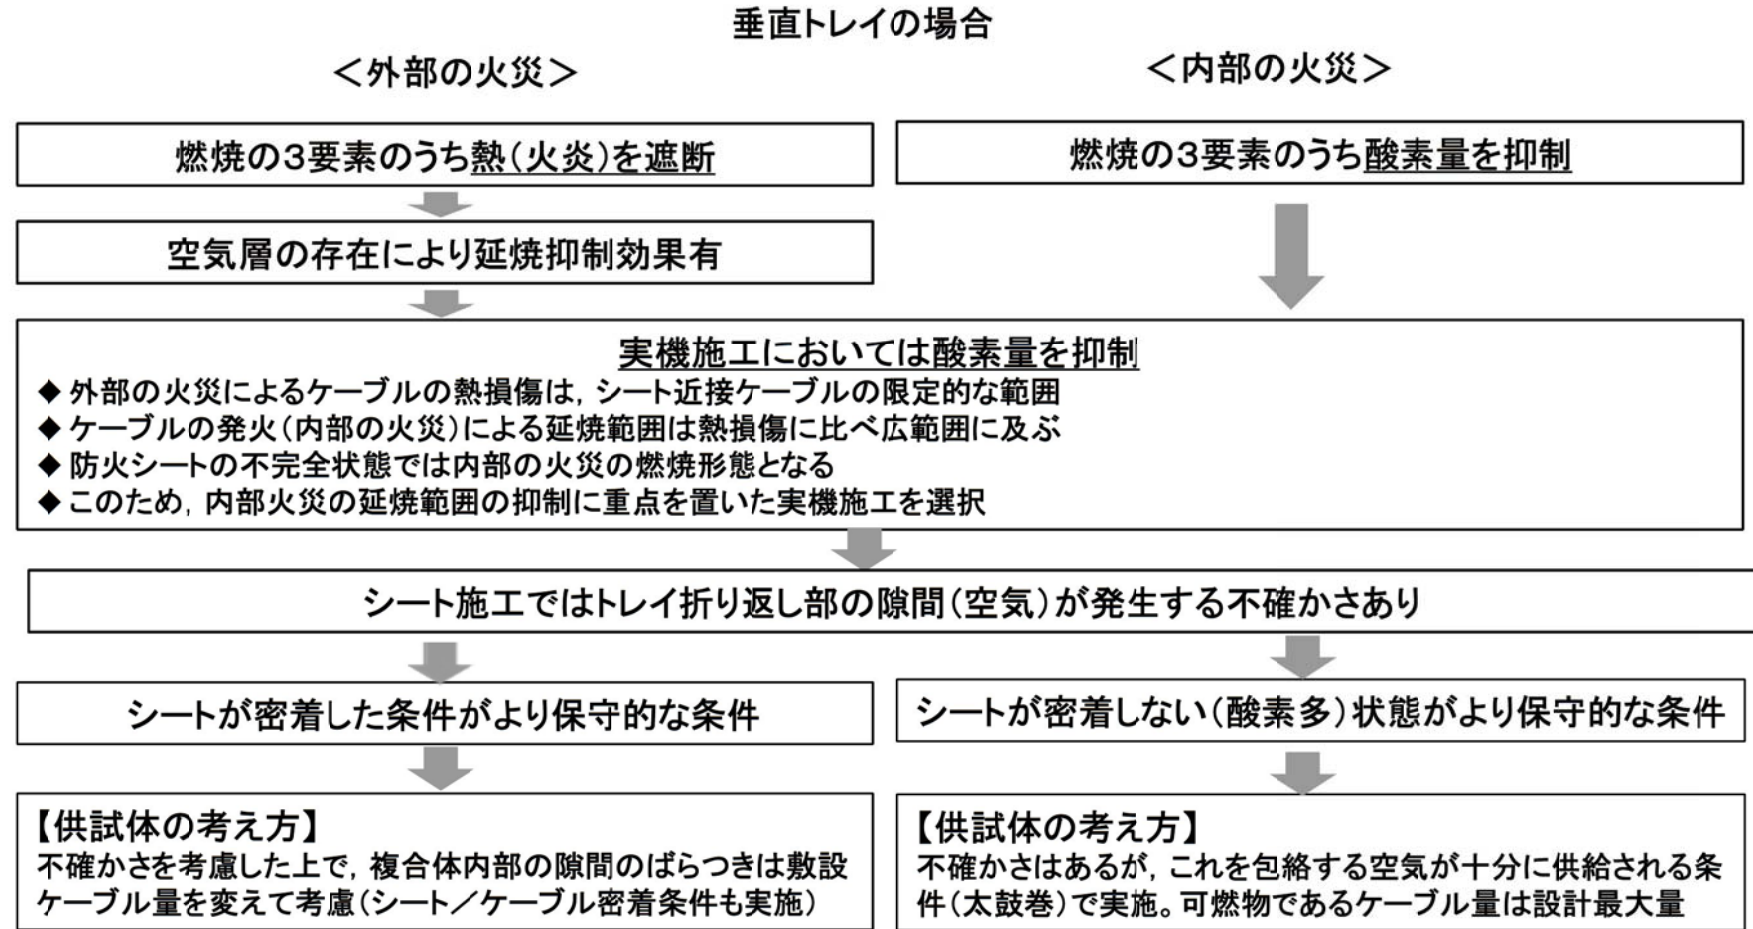 垂直トレイの場合
＜外部の火災＞
＜内部の火災＞
燃焼の３要素のうち熱（火炎）を遮断
燃焼の３要素のうち酸素量を抑制
空気層の存在により延焼抑制効果有
実機施工においては酸素量を抑制
◆ 外部の火災によるケーブルの熱損傷は，シート近接ケーブルの限定的な範囲
◆ ケーブルの発火（内部の火災）による延焼範囲は熱損傷に比べ広範囲に及ぶ
◆ 防火シートの不完全状態では内部の火災の燃焼形態となる
◆ このため，内部火災の延焼範囲の抑制に重点を置いた実機施工を選択
シート施工ではトレイ折り返し部の隙間（空気）が発生する不確かさあり
シートが密着した条件がより保守的な条件
シートが密着しない（酸素多）状態がより保守的な条件
【供試体の考え方】
不確かさを考慮した上で，複合体内部の隙間のばらつきは敷設
ケーブル量を変えて考慮（シート／ケーブル密着条件も実施）
【供試体の考え方】
不確かさはあるが，これを包絡する空気が十分に供給される条
件（太鼓巻）で実施。可燃物であるケーブル量は設計最大量